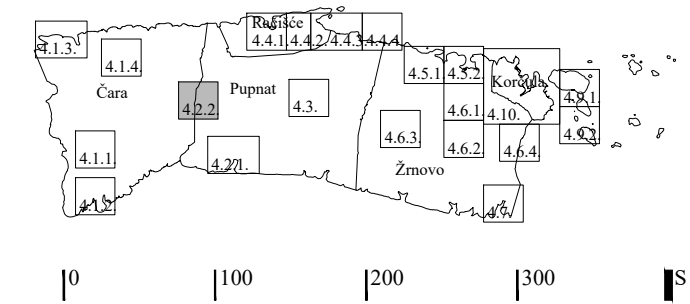 Račišće
4.1.3. 4.4.1. 4.4.2. 4.4.3. 4.4.4.
4.1.4. 4.5.1. 4.5.2.
Čara Pupnat Korčula
4.2.2. 4.3. 4.6.1. 4.10. 4.9.1.
4.6.3. 4.9.2.
4.1.1. 4.2.1. 4.6.2. 4.6.4.
Žrnovo
4.1.2. 4.7.
0 100 200 300 S